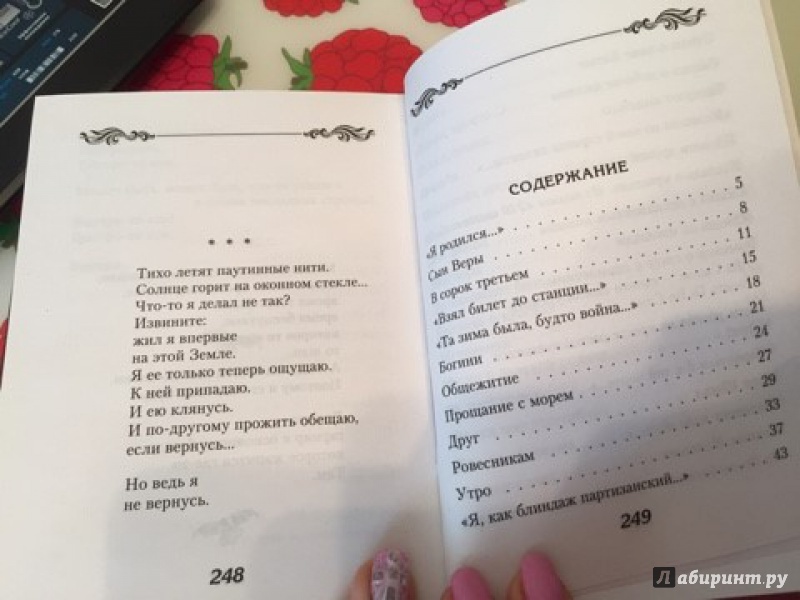 * * *
Тихо летят паутинные нити.
Солнце горит на оконном стекле...
Что-то я делал не так?
Извините:
жил я впервые
на этой Земле.
Я ее только теперь ощущаю.
К ней припадаю.
И ею клянусь.
И по-другому прожить обещаю,
если вернусь...
Но ведь я
не вернусь.
248
СОДЕРЖАНИЕ
«Я родился...» 5
Сын Веры 8
В сорок третьем 11
«Взял билет до станции...» 15
«Та зима была, будто война...» 18
Богини 21
Общежитие 24
Прощание с морем 27
Друг 29
Ровесникам 33
Утро 37
«Я, как блиндаж партизанский...» 43
249
Лабиринт.ру